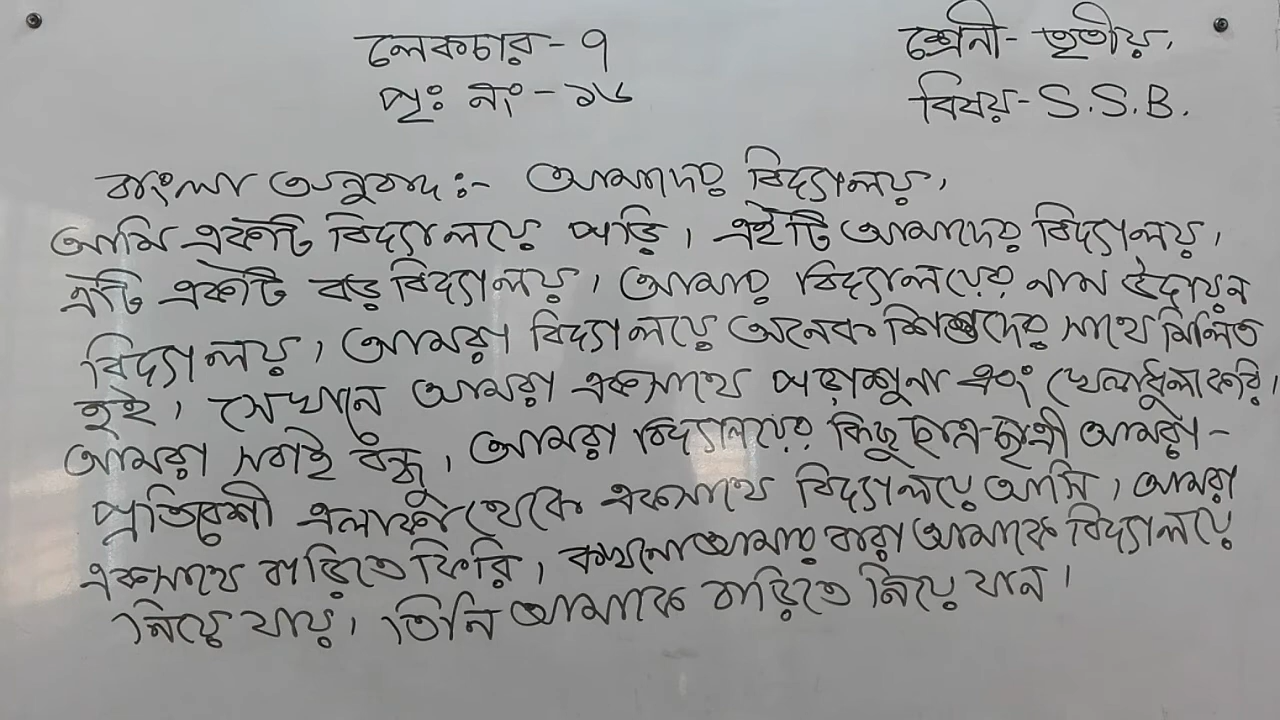 লেকচার - ৭
শ্রেনী - তৃতীয়,
পৃঃ নং - ১৬
বিষয় - S.S.B.
বাংলা অনুবাদ :- আমাদের বিদ্যালয়,
আমি একটি বিদ্যালয়ে পড়ি। এইটি আমাদের বিদ্যালয়,
এটি একটি বড় বিদ্যালয়, আমার বিদ্যালয়ের নাম উদ্দায়ন
বিদ্যালয়, আমরা বিদ্যালয়ে অনেক শিশুদের সাথে মিলিত
হই, সেখানে আমরা একসাথে পড়াশুনা এবং খেলাধুলা করি,
আমরা সবাই বন্ধু, আমরা বিদ্যালয়ের কিছু ছাত্র-ছাত্রী আমরা-
প্রতিবেশী এলাকা থেকে একসাথে বিদ্যালয়ে আসি, আমরা
একসাথে বাড়িতে ফিরি, কখনো আমার বাবা আমাকে বিদ্যালয়ে
নিয়ে যায়, তিনি আমাকে বাড়িতে নিয়ে যান।